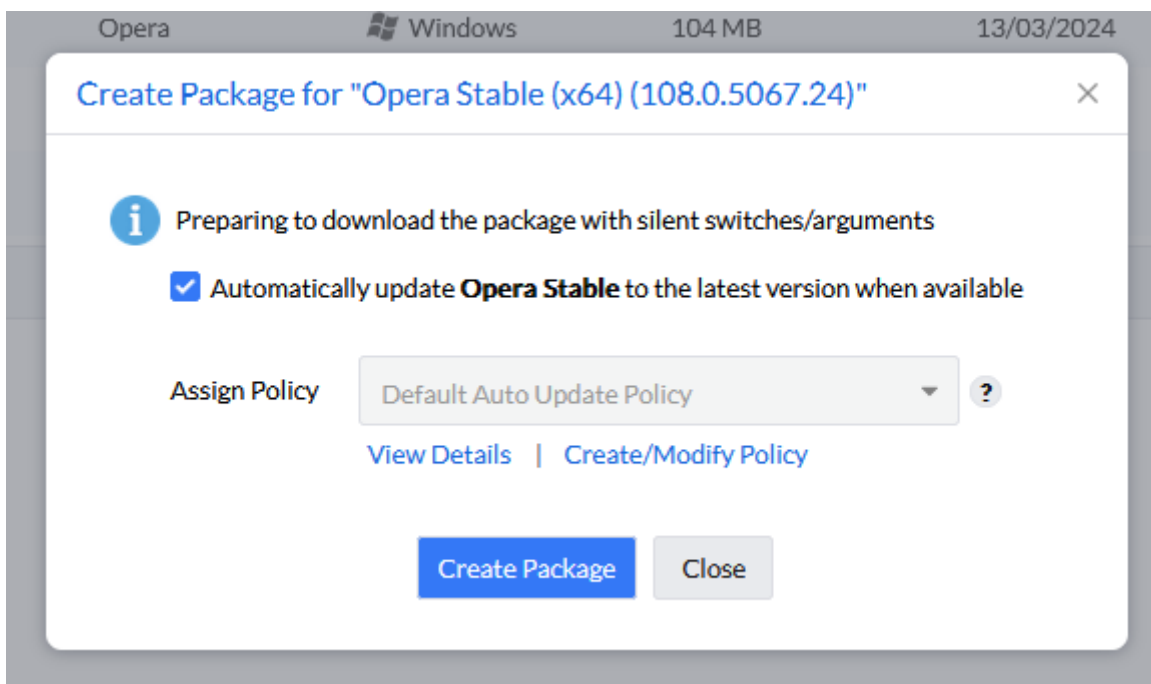 Opera Windows 104 MB 13/03/2024
Create Package for "Opera Stable (x64) (108.0.5067.24)"
Preparing to download the package with silent switches/arguments
Automatically update Opera Stable to the latest version when available
Assign Policy Default Auto Update Policy ?
View Details | Create/Modify Policy
Create Package Close